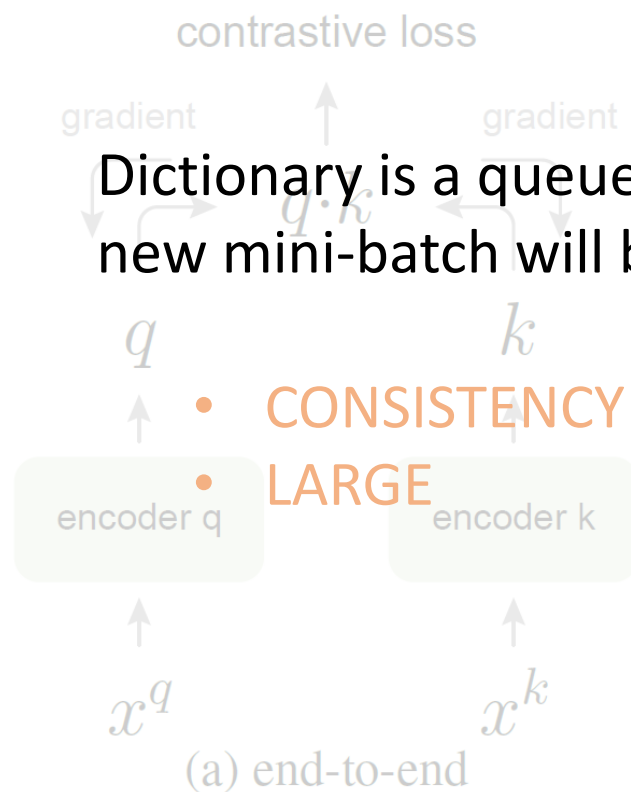 contrastive loss
gradient gradient
Dictionary is a queue
q·k
new mini-batch will b
q k
• CONSISTENCY
• LARGE
encoder q encoder k
x^q x^k
(a) end-to-end